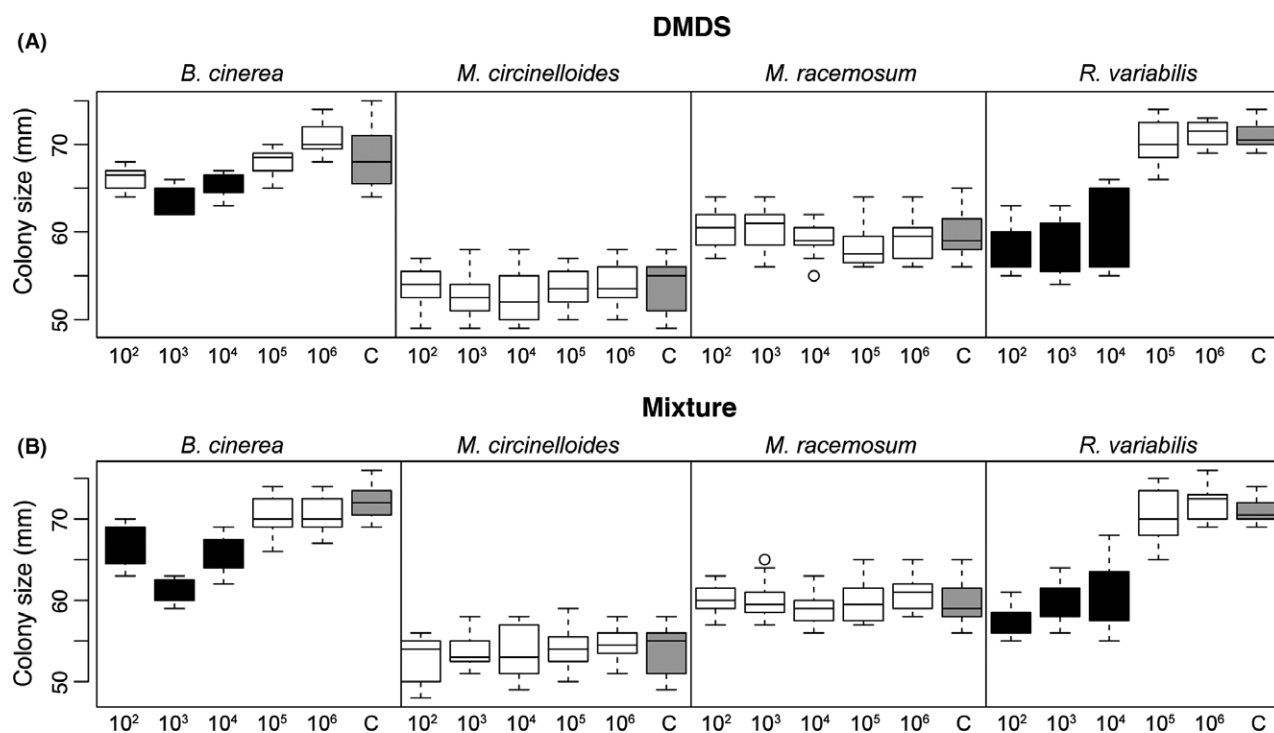 DMDS
(A)
B. cinerea M. circinelloides M. racemosum R. variabilis
Colony size (mm)
70
60
50
10² 10³ 10⁴ 10⁵ 10⁶ C 10² 10³ 10⁴ 10⁵ 10⁶ C 10² 10³ 10⁴ 10⁵ 10⁶ C 10² 10³ 10⁴ 10⁵ 10⁶ C
Mixture
(B)
B. cinerea M. circinelloides M. racemosum R. variabilis
Colony size (mm)
70
60
50
10² 10³ 10⁴ 10⁵ 10⁶ C 10² 10³ 10⁴ 10⁵ 10⁶ C 10² 10³ 10⁴ 10⁵ 10⁶ C 10² 10³ 10⁴ 10⁵ 10⁶ C